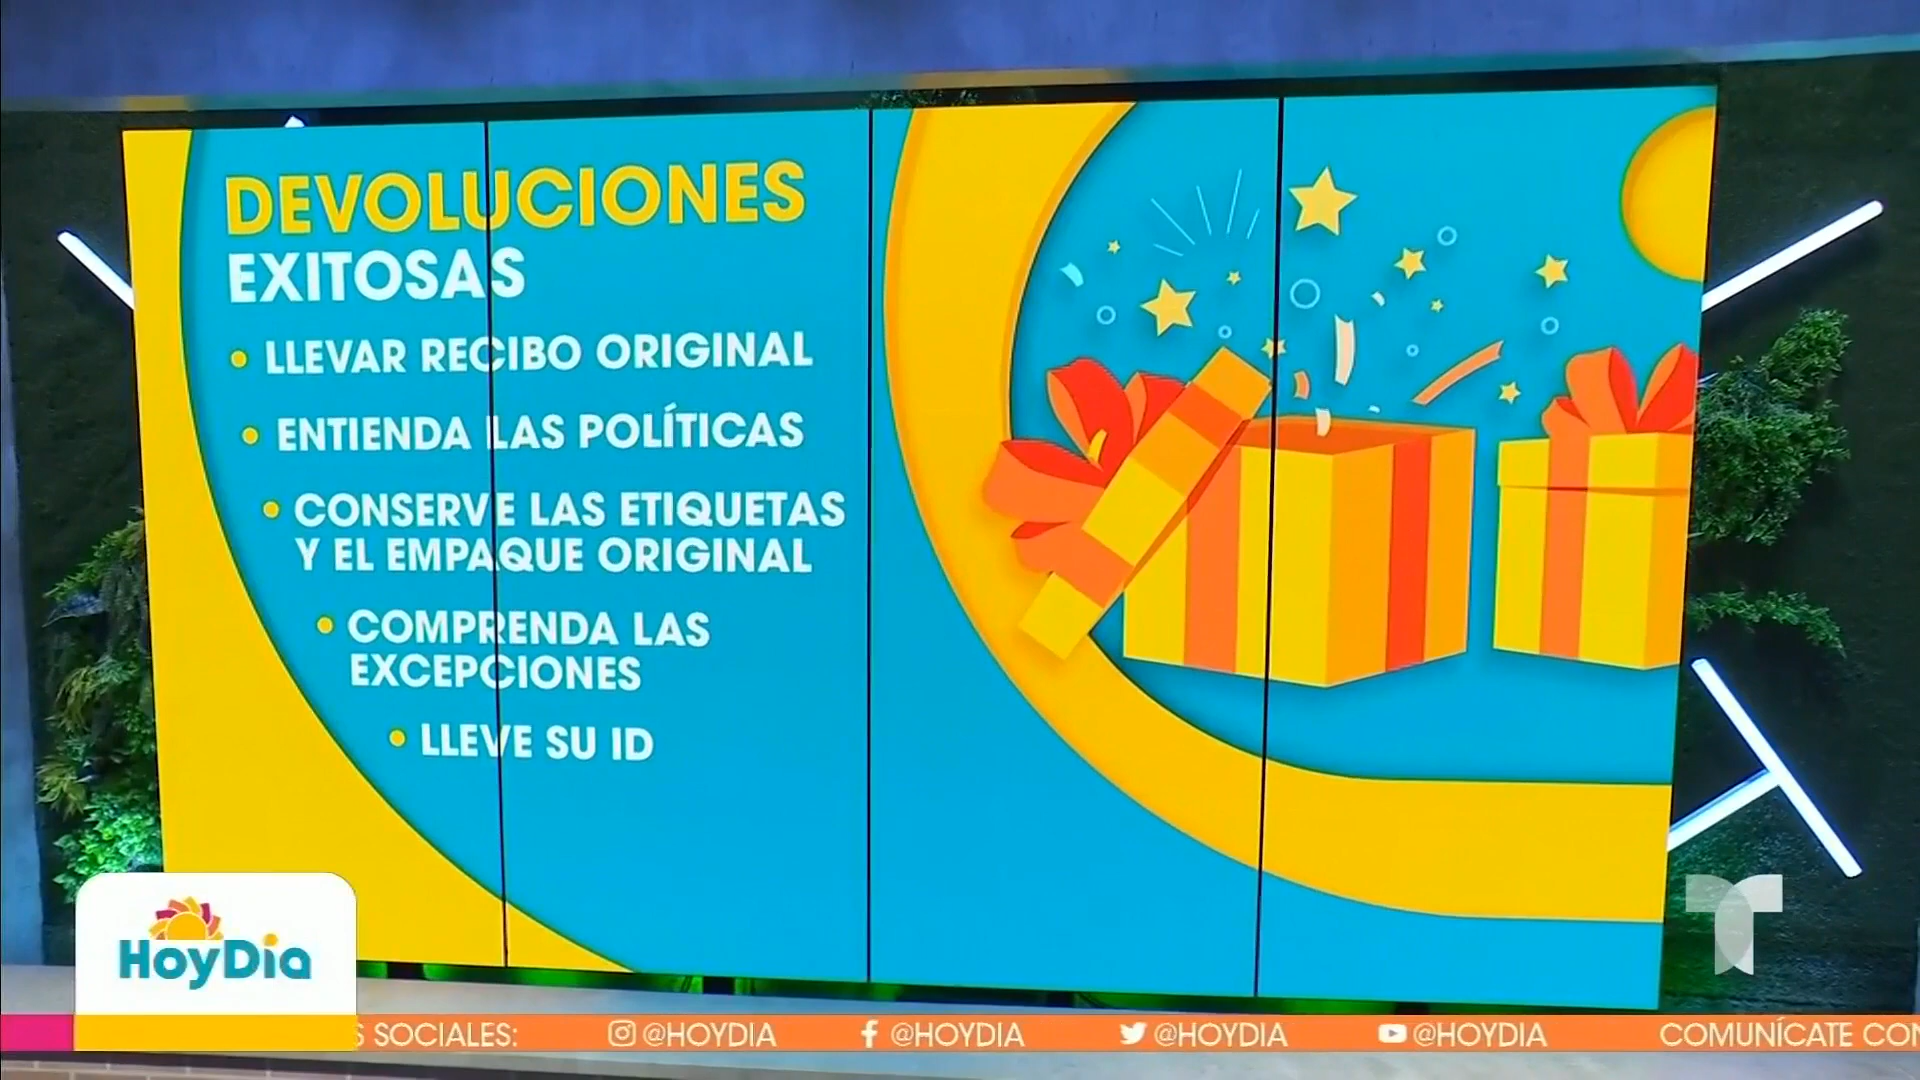 DEVOLUCIONES
EXITOSAS
• LLEVAR RECIBO ORIGINAL
• ENTIENDA LAS POLÍTICAS
• CONSERVE LAS ETIQUETAS
Y EL EMPAQUE ORIGINAL
• COMPRENDA LAS
EXCEPCIONES
• LLEVE SU ID
HoyDia
S SOCIALES: @HOYDIA @HOYDIA @HOYDIA @HOYDIA COMUNÍCATE CON